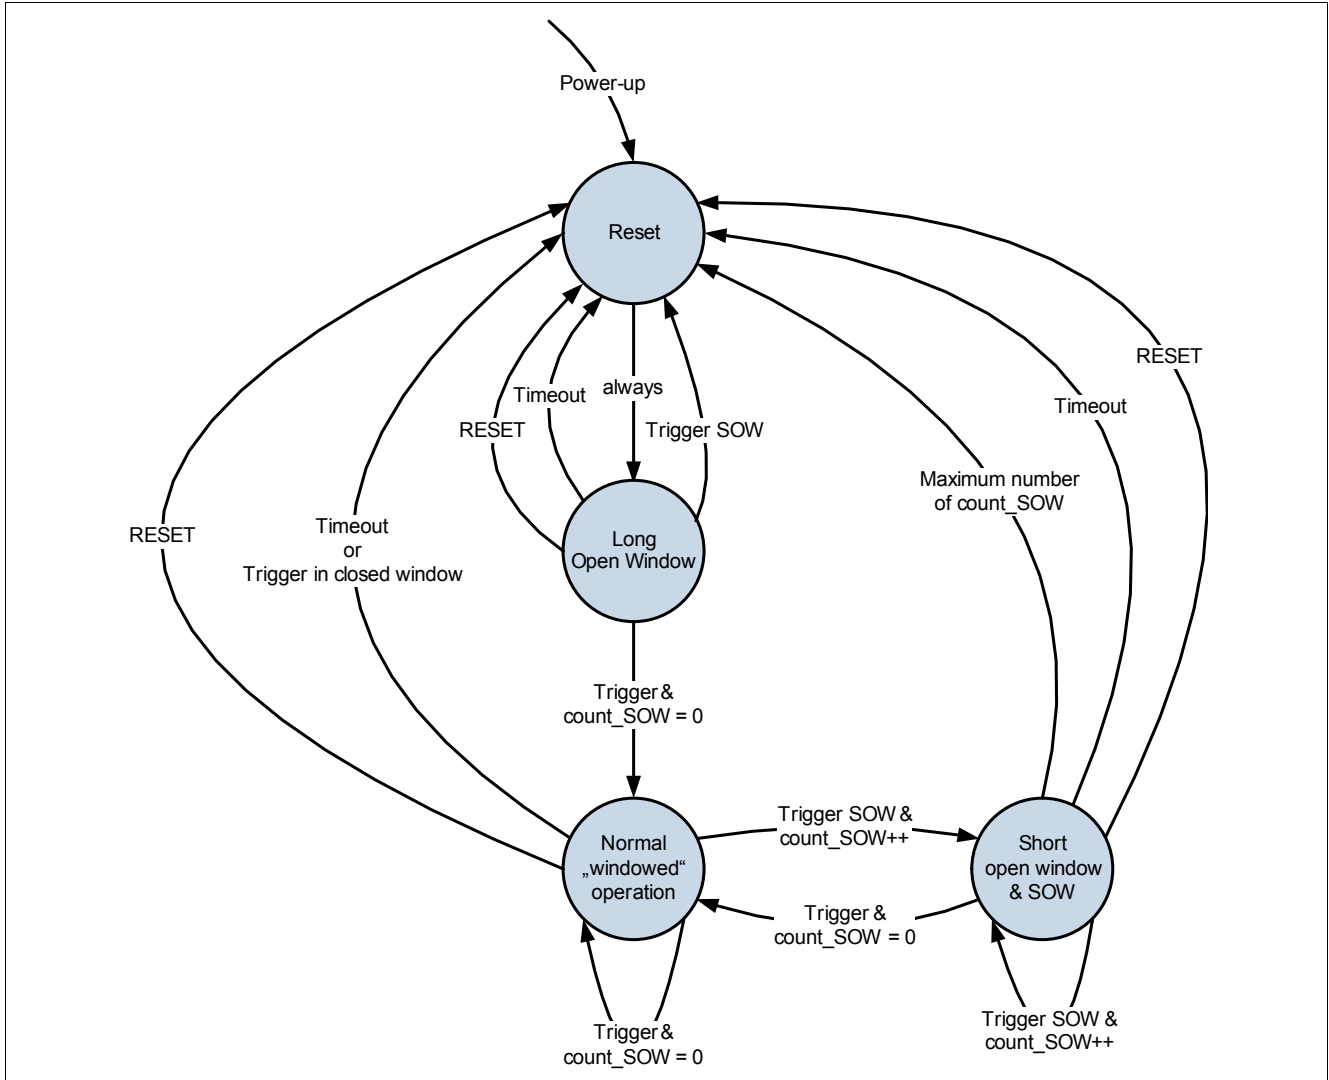 Power-up
Reset
RESET
Timeout
always
Timeout
RESET
Trigger SOW
Maximum number
of count_SOW
RESET
Timeout
or
Trigger in closed window
Long
Open Window
Trigger &
count_SOW = 0
Trigger SOW &
count_SOW++
Normal
„windowed“
operation
Short
open window
& SOW
Trigger &
count_SOW = 0
Trigger SOW &
count_SOW++
Trigger &
count_SOW = 0